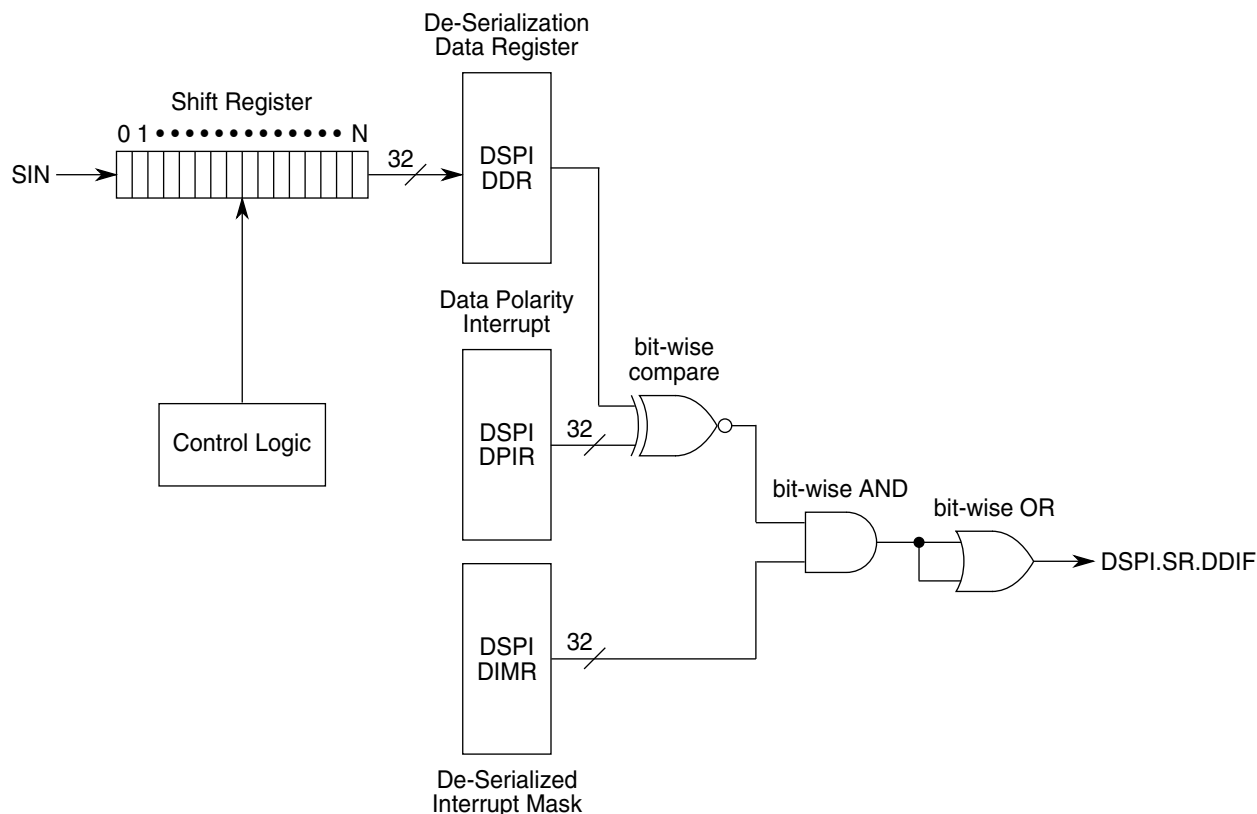 De-Serialization
Data Register
Shift Register
0 1 N
SIN
32
DSPI
DDR
Data Polarity
Interrupt
bit-wise
compare
Control Logic
DSPI
DPIR
32
bit-wise AND
bit-wise OR
DSPI.SR.DDIF
DSPI
DIMR
32
De-Serialized
Interrupt Mask